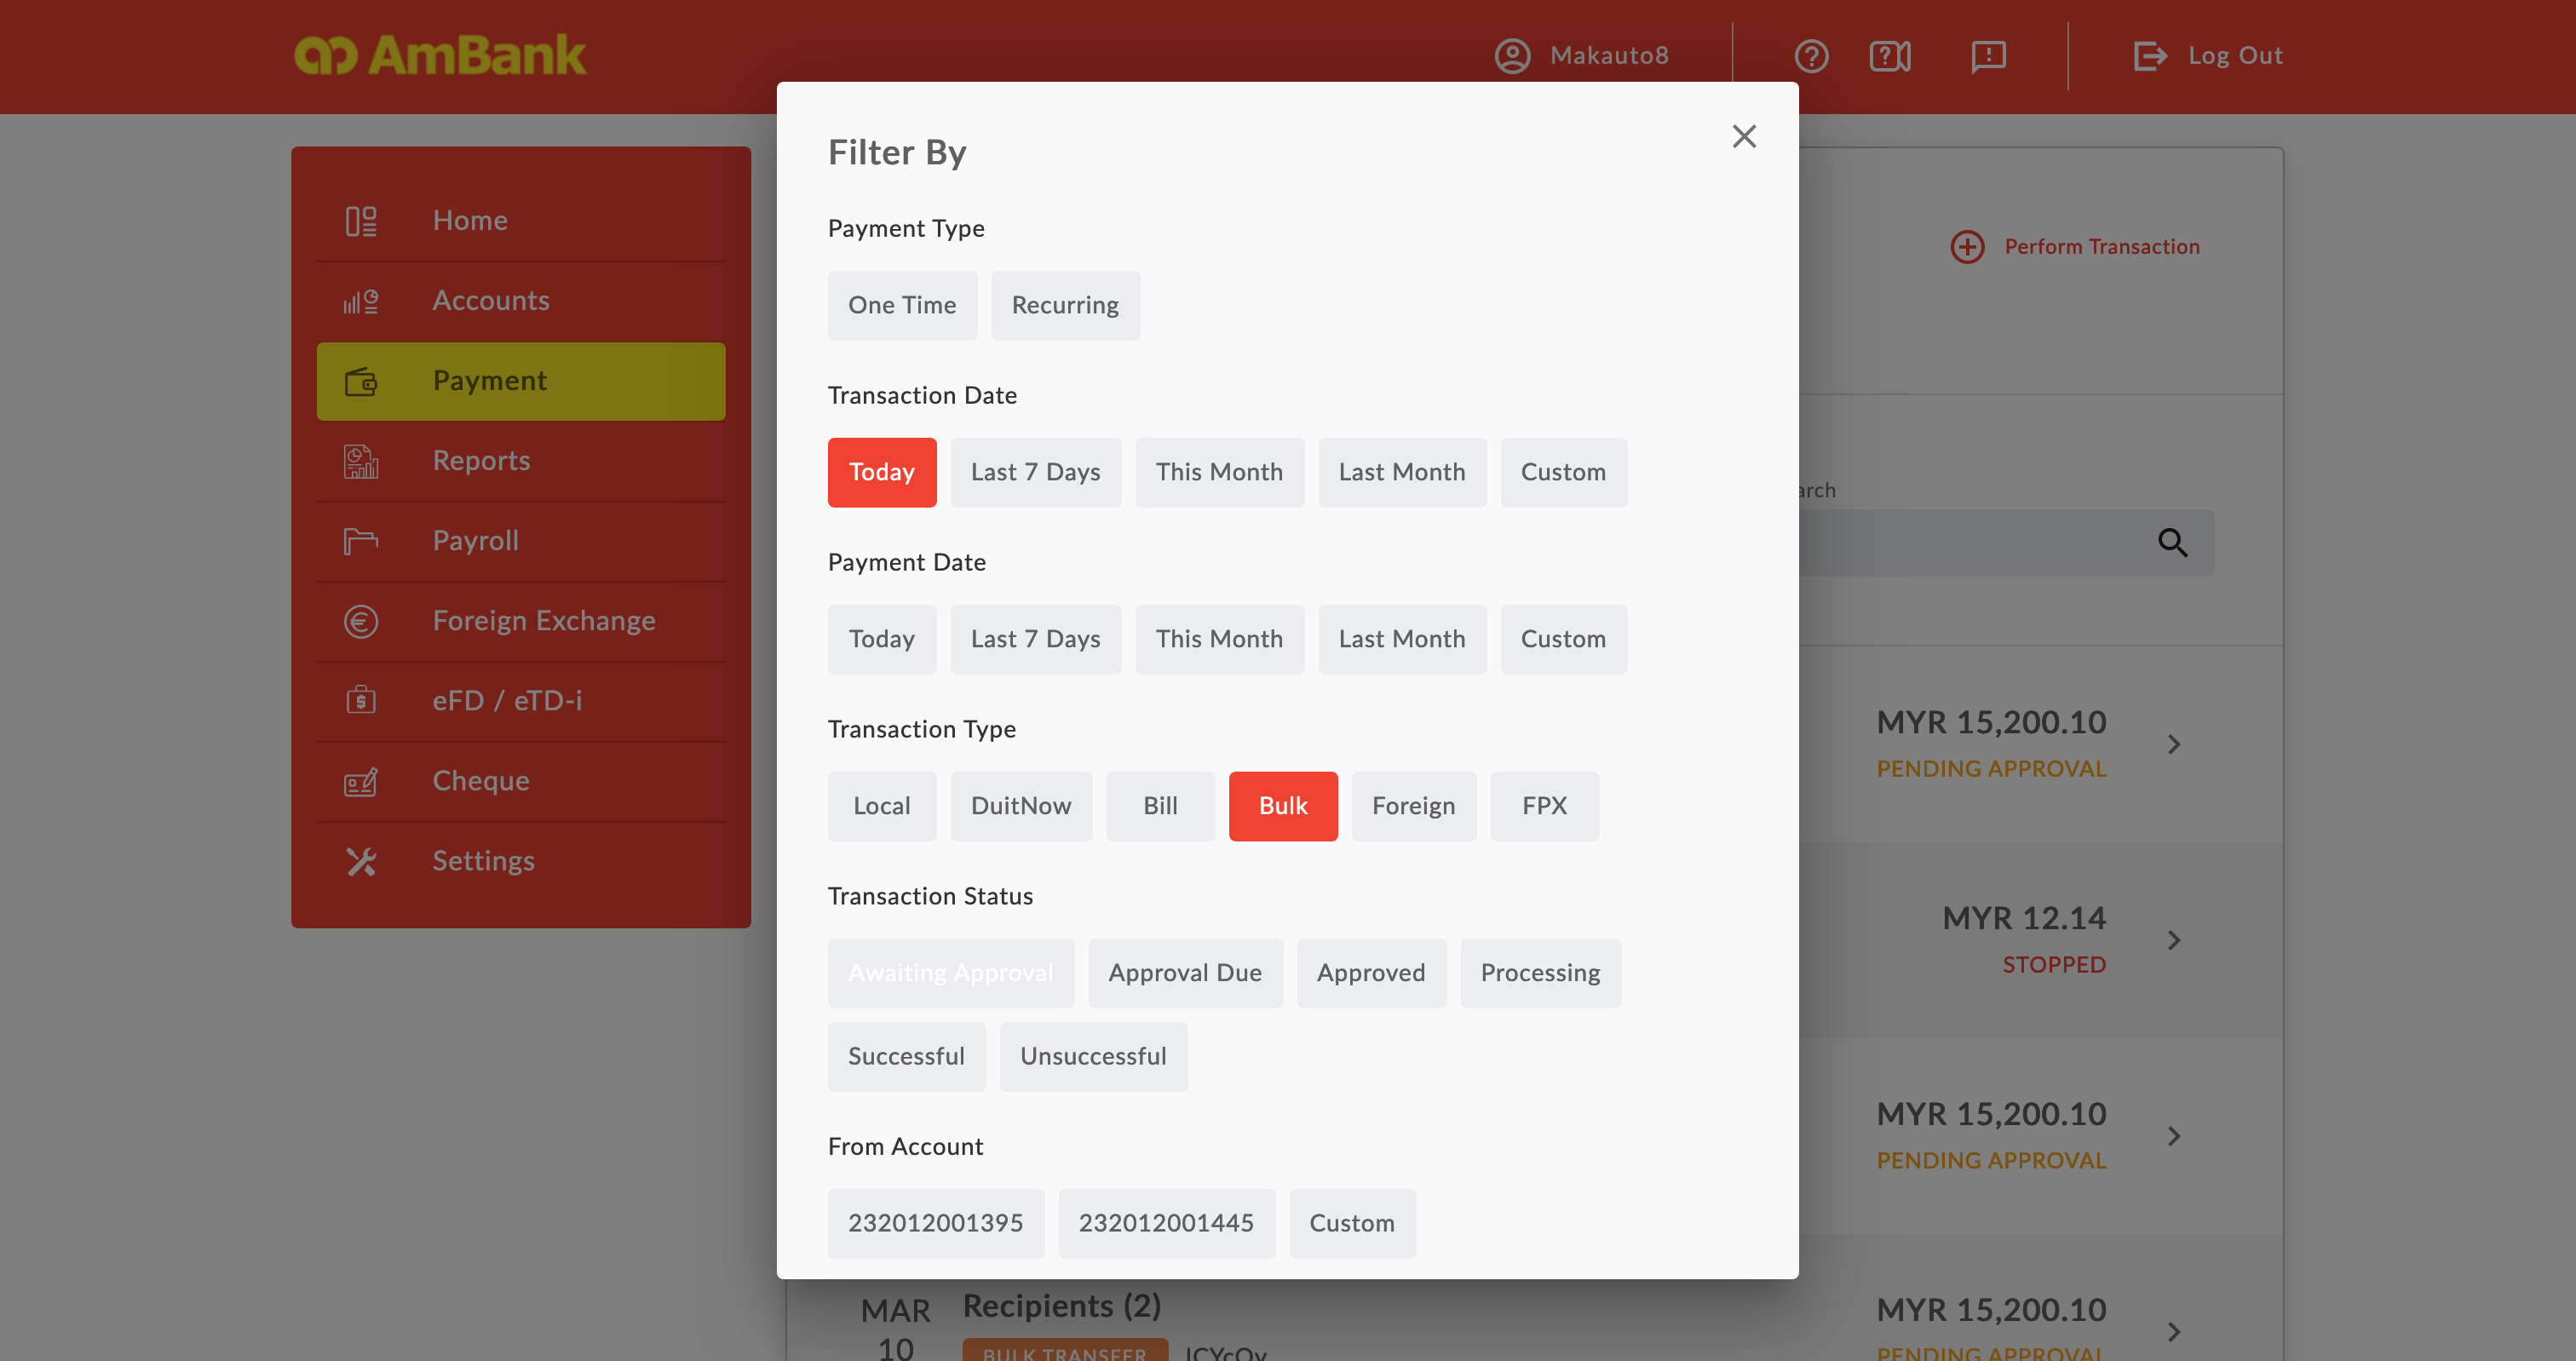 AmBank
Makauto8
Log Out
Home
Accounts
Payment
Reports
Payroll
Foreign Exchange
eFD / eTD-i
Cheque
Settings
Filter By
Payment Type
One Time Recurring
Transaction Date
Today Last 7 Days This Month Last Month Custom
Payment Date
Today Last 7 Days This Month Last Month Custom
Transaction Type
Local DuitNow Bill Bulk Foreign FPX
Transaction Status
Awaiting Approval Approval Due Approved Processing
Successful Unsuccessful
From Account
232012001395 232012001445 Custom
Perform Transaction
arch
MYR 15,200.10
PENDING APPROVAL
MYR 12.14
STOPPED
MYR 15,200.10
PENDING APPROVAL
MAR
10
Recipients (2)
BULK TRANSFER
MYR 15,200.10
PENDING APPROVAL